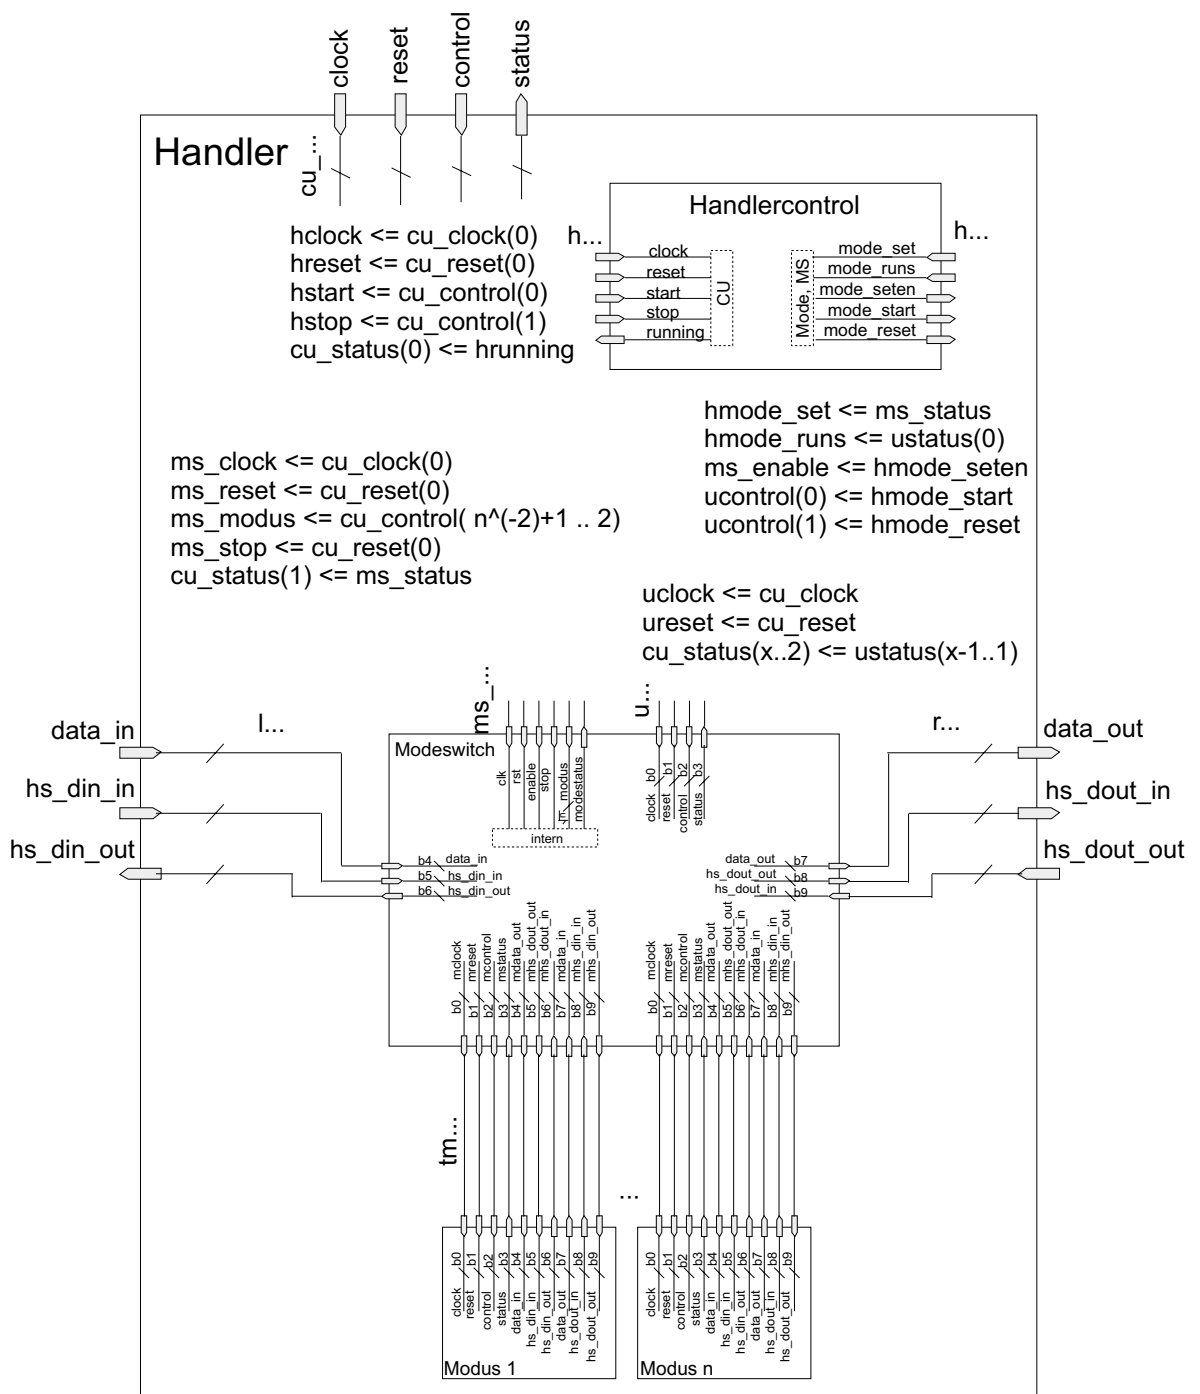 clock
reset
control
status
Handler
cu_...
hclock <= cu_clock(0)
hreset <= cu_reset(0)
hstart <= cu_control(0)
hstop <= cu_control(1)
cu_status(0) <= hrunning
Handlercontrol
h...
h...
clock
reset
start
stop
running
CU
Mode, MS
mode_set
mode_runs
mode_seten
mode_start
mode_reset
hmode_set <= ms_status
hmode_runs <= ustatus(0)
ms_enable <= hmode_seten
ucontrol(0) <= hmode_start
ucontrol(1) <= hmode_reset
ms_clock <= cu_clock(0)
ms_reset <= cu_reset(0)
ms_modus <= cu_control( n^(-2)+1 .. 2)
ms_stop <= cu_reset(0)
cu_status(1) <= ms_status
uclock <= cu_clock
ureset <= cu_reset
cu_status(x..2) <= ustatus(x-1..1)
ms_...
u...
data_in
hs_din_in
hs_din_out
l...
r...
data_out
hs_dout_in
hs_dout_out
Modeswitch
clk
rst
enable
stop
modus
modestatus
intern
clock b0
reset b1
control b2
status b3
b4 data_in
b5 hs_din_in
b6 hs_din_out
data_out b7
hs_dout_out b8
hs_dout_in b9
b0 mclock
b1 mreset
b2 mcontrol
b3 mstatus
b4 mdata_out
b5 mhs_dout_out
b6 mhs_dout_in
b7 mdata_in
b8 mhs_din_in
b9 mhs_din_out
b0 mclock
b1 mreset
b2 mcontrol
b3 mstatus
b4 mdata_out
b5 mhs_dout_out
b6 mhs_dout_in
b7 mdata_in
b8 mhs_din_in
b9 mhs_din_out
tm...
...
clock b0
reset b1
control b2
status b3
data_in b4
hs_din_in b5
hs_din_out b6
data_out b7
hs_dout_in b8
hs_dout_out b9
Modus 1
clock b0
reset b1
control b2
status b3
data_in b4
hs_din_in b5
hs_din_out b6
data_out b7
hs_dout_in b8
hs_dout_out b9
Modus n